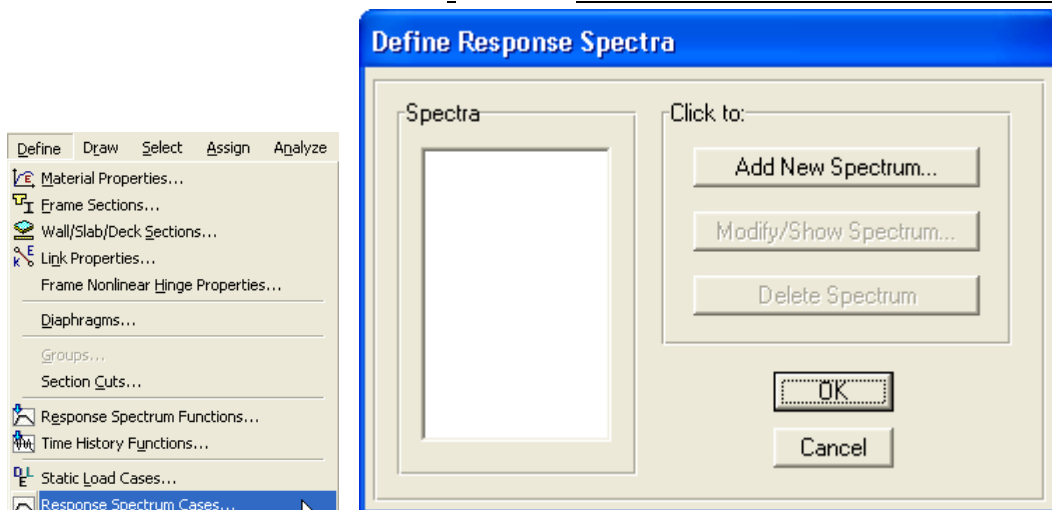 Define Draw Select Assign Analyze
Material Properties...
Frame Sections...
Wall/Slab/Deck Sections...
Link Properties...
Frame Nonlinear Hinge Properties...
Diaphragms...
Groups...
Section Cuts...
Response Spectrum Functions...
Time History Functions...
Static Load Cases...
Response Spectrum Cases...
Define Response Spectra
Spectra
Click to:
Add New Spectrum...
Modify/Show Spectrum...
Delete Spectrum
OK
Cancel